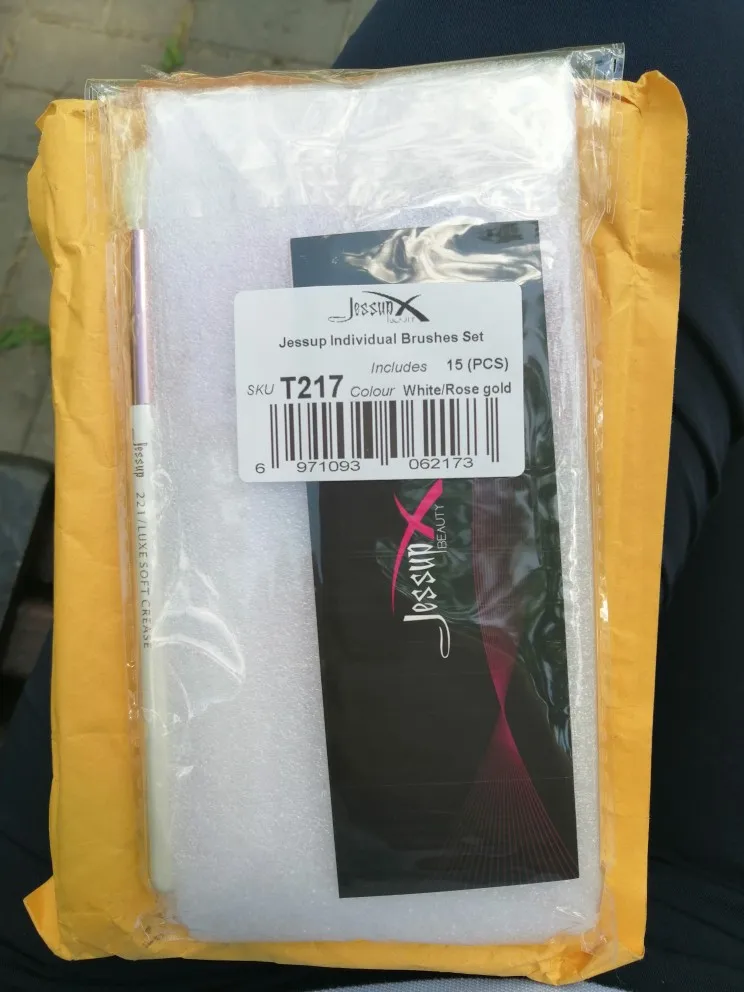 Jessup
BEAUTY
Jessup Individual Brushes Set
Includes 15 (PCS)
SKU T217 Colour White/Rose gold
6 971093 062173
Jessup
221/LUXE SOFT CREASE
Jessup
BEAUTY